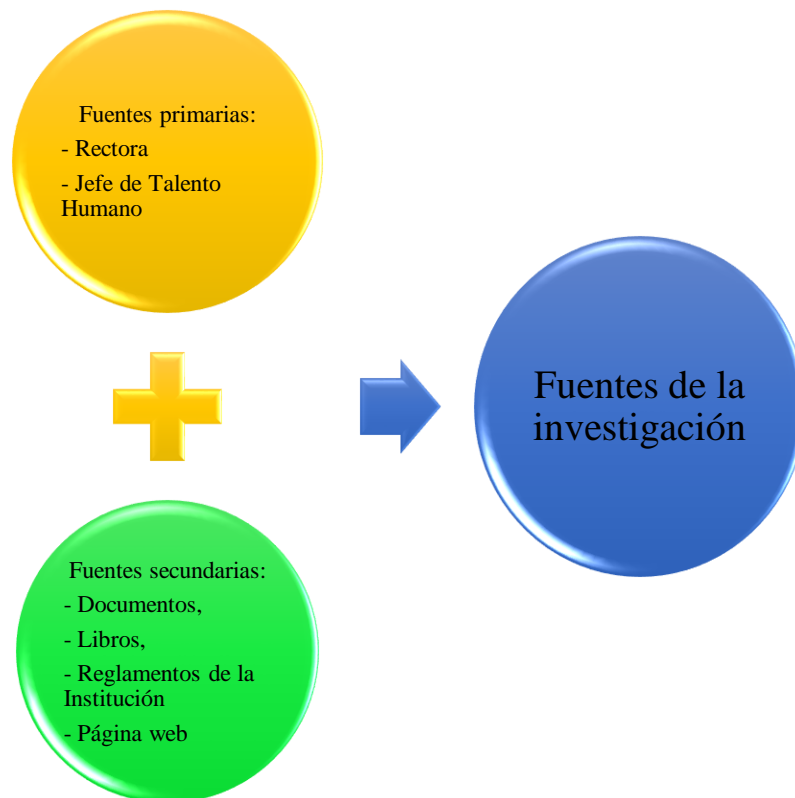 Fuentes primarias:
- Rectora
- Jefe de Talento
Humano
Fuentes de la
investigación
Fuentes secundarias:
- Documentos,
- Libros,
- Reglamentos de la
Institución
- Página web